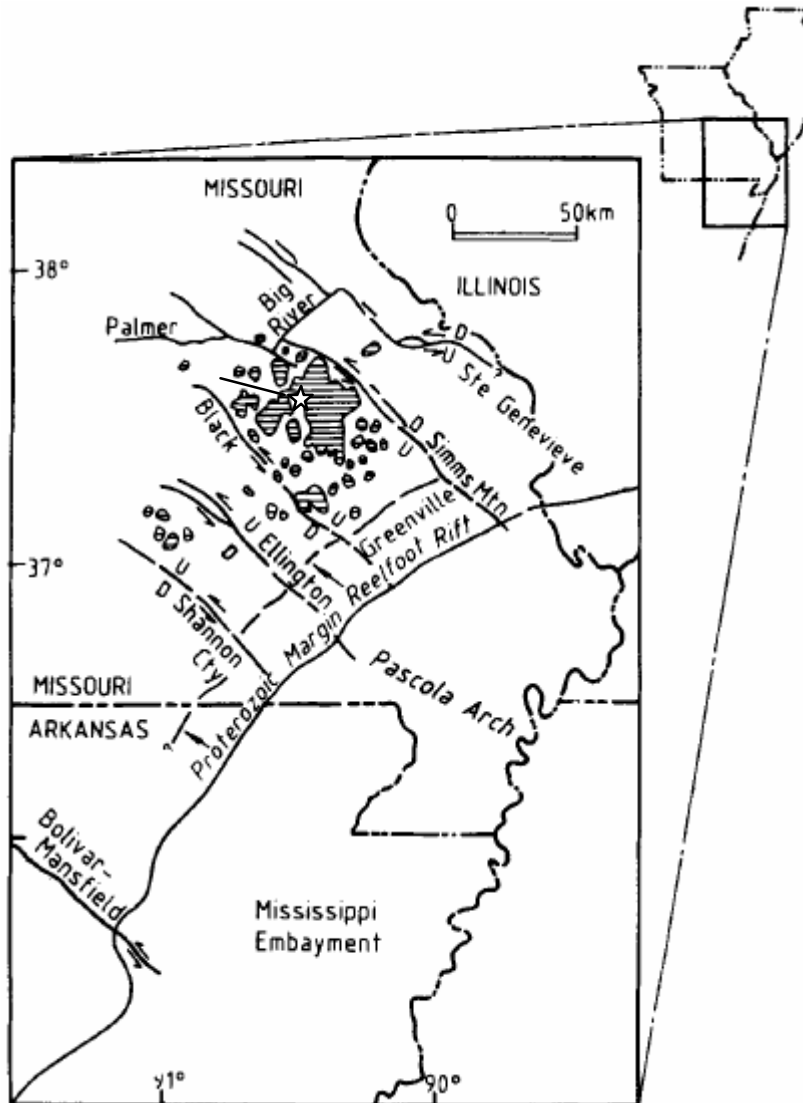 MISSOURI
0 50km
38°
ILLINOIS
Big
River
Palmer
D
U Ste Genevieve
Black
D Simms Mtn
U
U
D
Greenville
37°
U Ellington
D
U
D Shannon
Cty
Proterozoic Margin Reelfoot Rift
Pascola Arch
MISSOURI
ARKANSAS
?
?
Bolivar-
Mansfield
Mississippi
Embayment
91°
90°